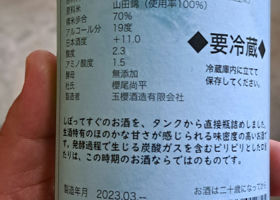 原料米 山田錦（使用率100%）
精米歩合 70%
アルコール分 19度
日本酒度 +11.0
酸度 2.3
アミノ酸度 1.5
酵母 無添加
杜氏 櫻尾尚平
製造者 玉櫻酒造有限会社
◆要冷蔵◆
冷蔵庫内に立てて
保存してください。
しぼってすぐのお酒を、タンクから直接瓶詰めしました。
生酒特有のほのかな甘さが感じられる味密度の高いお酒で
す。発酵過程で生じる炭酸ガスを含むピリピリとした口
たりは、この時期のお酒ならではのものです。
製造年月 2023.03.--
お酒は二十歳になってから